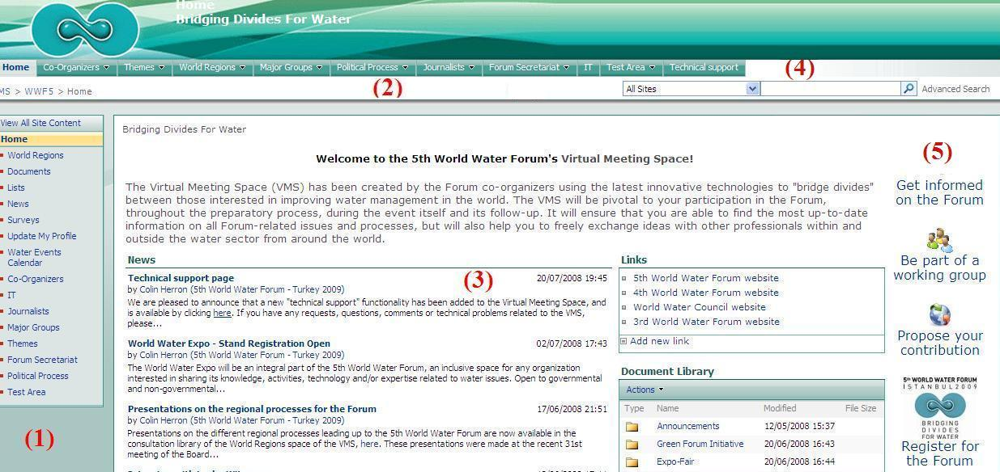 Home
Bridging Divides For Water
Home Co-Organizers Themes World Regions Major Groups Political Process Journalists Forum Secretariat IT Test Area Technical support
(4)
(2)
MS > WWF5 > Home
All Sites
Advanced Search
View All Site Content
Home
World Regions
Documents
Lists
News
Surveys
Update My Profile
Water Events
Calendar
Co-Organizers
IT
Journalists
Major Groups
Themes
Forum Secretariat
Political Process
Test Area
(1)
Bridging Divides For Water
Welcome to the 5th World Water Forum's Virtual Meeting Space!
The Virtual Meeting Space (VMS) has been created by the Forum co-organizers using the latest innovative technologies to "bridge divides"
between those interested in improving water management in the world. The VMS will be pivotal to your participation in the Forum,
throughout the preparatory process, during the event itself and its follow-up. It will ensure that you are able to find the most up-to-date
information on all Forum-related issues and processes, but will also help you to freely exchange ideas with other professionals within and
outside the water sector from around the world.
News
Technical support page 20/07/2008 19:45
(3)
by Colin Herron (5th World Water Forum - Turkey 2009)
We are pleased to announce that a new "technical support" functionality has been added to the Virtual Meeting Space, and
is available by clicking here. If you have any requests, questions, comments or technical problems related to the VMS,
please...
World Water Expo - Stand Registration Open 02/07/2008 17:43
by Colin Herron (5th World Water Forum - Turkey 2009)
The World Water Expo will be an integral part of the 5th World Water Forum, an inclusive space for any organization
interested in sharing its knowledge, activities, technology and/or expertise related to water issues. Open to governmental
and non-governmental...
Presentations on the regional processes for the Forum 17/06/2008 21:51
by Colin Herron (5th World Water Forum - Turkey 2009)
Presentations on the different regional processes leading up to the 5th World Water Forum are now available in the
consultation library of the World Regions space of the VMS, here. These presentations were made at the recent 31st
meeting of the Board...
Links
5th World Water Forum website
4th World Water Forum website
World Water Council website
3rd World Water Forum website
Add new link
Document Library
Actions
Type Name Modified File Size
Announcements 12/05/2008 15:37
Green Forum Initiative 20/06/2008 16:43
Expo-Fair 20/06/2008 16:44
(5)
Get informed
on the Forum
Be part of a
working group
Propose your
contribution
5th WORLD WATER FORUM
ISTANBUL2009
BRIDGING
DIVIDES
FOR WATER
Register for
the Forum